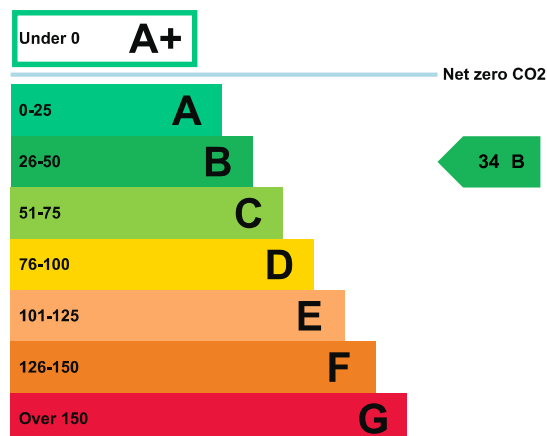 Under 0 A+
Net zero CO2
0-25 A
26-50 B
34 B
51-75 C
76-100 D
101-125 E
126-150 F
Over 150 G